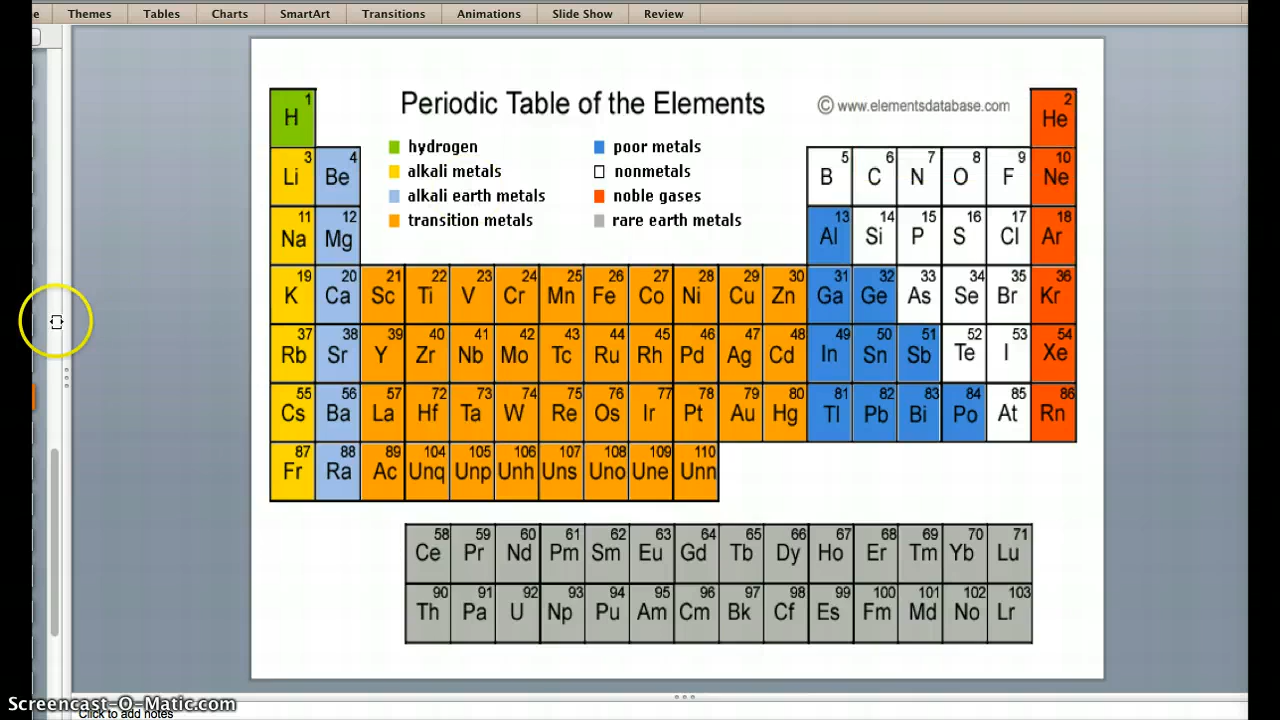 e Themes Tables Charts SmartArt Transitions Animations Slide Show Review
Periodic Table of the Elements
© www.elementsdatabase.com
hydrogen
alkali metals
alkali earth metals
transition metals
poor metals
nonmetals
noble gases
rare earth metals
1 H 2 He
3 Li 4 Be 5 B 6 C 7 N 8 O 9 F 10 Ne
11 Na 12 Mg 13 Al 14 Si 15 P 16 S 17 Cl 18 Ar
19 K 20 Ca 21 Sc 22 Ti 23 V 24 Cr 25 Mn 26 Fe 27 Co 28 Ni 29 Cu 30 Zn 31 Ga 32 Ge 33 As 34 Se 35 Br 36 Kr
37 Rb 38 Sr 39 Y 40 Zr 41 Nb 42 Mo 43 Tc 44 Ru 45 Rh 46 Pd 47 Ag 48 Cd 49 In 50 Sn 51 Sb 52 Te 53 I 54 Xe
55 Cs 56 Ba 57 La 72 Hf 73 Ta 74 W 75 Re 76 Os 77 Ir 78 Pt 79 Au 80 Hg 81 Tl 82 Pb 83 Bi 84 Po 85 At 86 Rn
87 Fr 88 Ra 89 Ac 104 Unq 105 Unp 106 Unh 107 Uns 108 Uno 109 Une 110 Unn
58 Ce 59 Pr 60 Nd 61 Pm 62 Sm 63 Eu 64 Gd 65 Tb 66 Dy 67 Ho 68 Er 69 Tm 70 Yb 71 Lu
90 Th 91 Pa 92 U 93 Np 94 Pu 95 Am 96 Cm 97 Bk 98 Cf 99 Es 100 Fm 101 Md 102 No 103 Lr
Screencast-O-Matic.com
Click to add notes